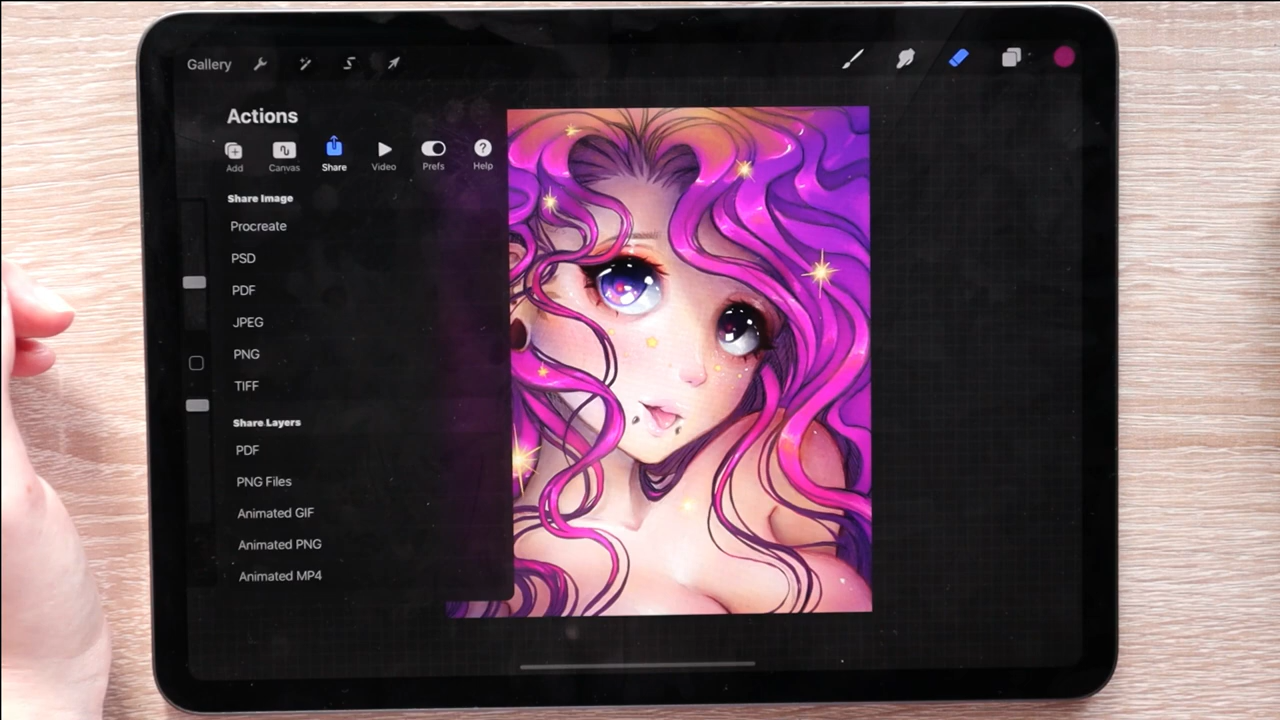 Gallery
Actions
Add Canvas Share Video Prefs Help
Share Image
Procreate
PSD
PDF
JPEG
PNG
TIFF
Share Layers
PDF
PNG Files
Animated GIF
Animated PNG
Animated MP4